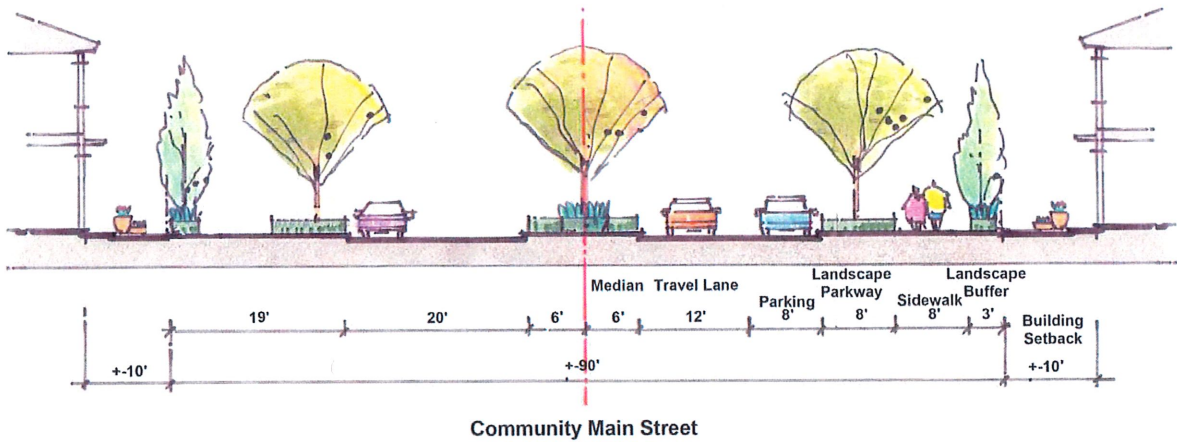 Median Travel Lane
Parking
Landscape
Parkway
Sidewalk
Landscape
Buffer
Building
Setback
19' 20' 6' 6' 12' 8' 8' 8' 3'
+-10' +-90' +-10'
Community Main Street